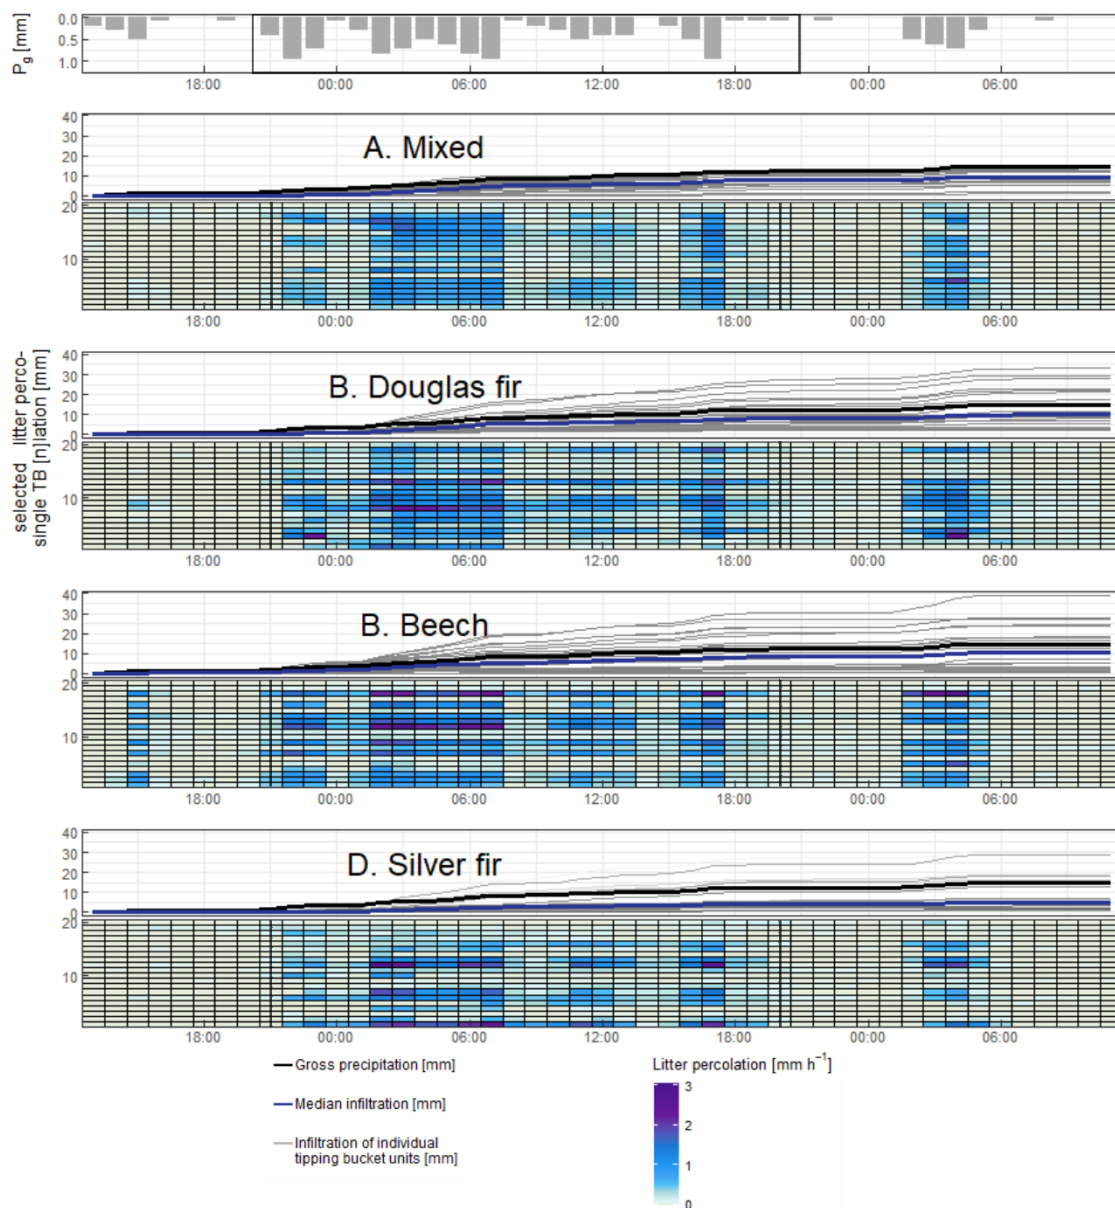 0.0
0.5
1.0
Pg [mm]
18:00 00:00 06:00 12:00 18:00 00:00 06:00
40
30
20
10
0
A. Mixed
20
10
18:00 00:00 06:00 12:00 18:00 00:00 06:00
40
30
20
10
0
B. Douglas fir
selected litter perco-
single TB [n] lation [mm]
20
10
18:00 00:00 06:00 12:00 18:00 00:00 06:00
40
30
20
10
0
B. Beech
20
10
18:00 00:00 06:00 12:00 18:00 00:00 06:00
40
30
20
10
0
D. Silver fir
20
10
18:00 00:00 06:00 12:00 18:00 00:00 06:00
Gross precipitation [mm]
Median infiltration [mm]
Infiltration of individual
tipping bucket units [mm]
Litter percolation [mm h⁻¹]
3
2
1
0